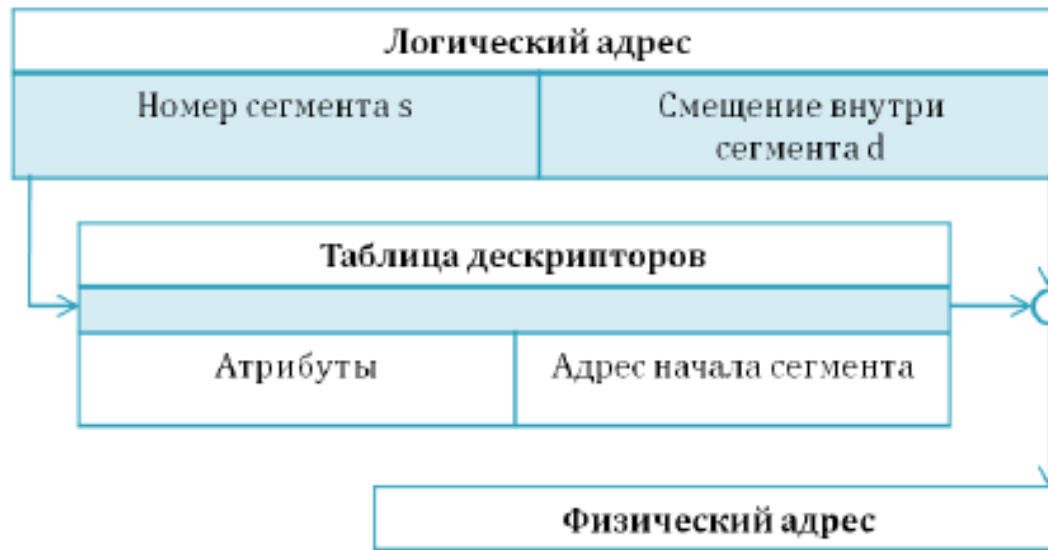 Логический адрес
Номер сегмента s
Смещение внутри
сегмента d
Таблица дескрипторов
Атрибуты
Адрес начала сегмента
Физический адрес